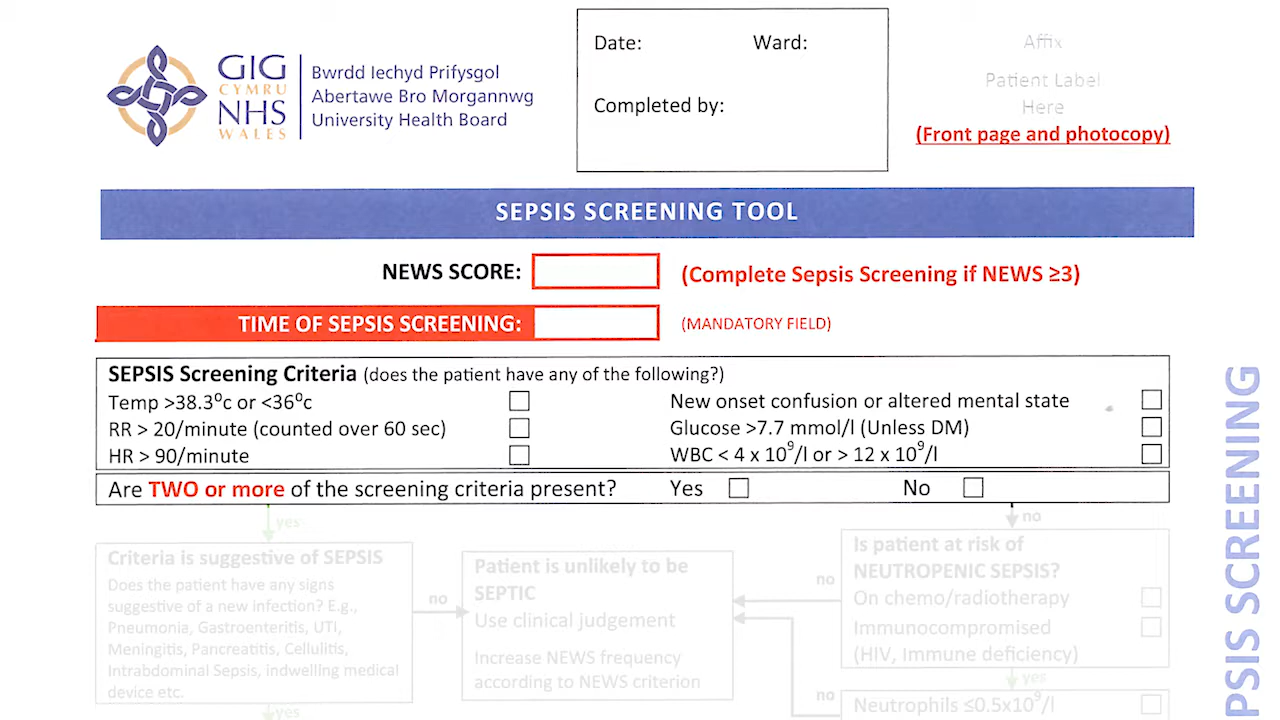 GIG
CYMRU
NHS
WALES
Bwrdd Iechyd Prifysgol
Abertawe Bro Morgannwg
University Health Board
Date: Ward:
Completed by:
Affix
Patient Label
Here
(Front page and photocopy)
SEPSIS SCREENING TOOL
NEWS SCORE: (Complete Sepsis Screening if NEWS ≥3)
TIME OF SEPSIS SCREENING: (MANDATORY FIELD)
SEPSIS Screening Criteria (does the patient have any of the following?)
Temp >38.3⁰c or <36⁰c
RR > 20/minute (counted over 60 sec)
HR > 90/minute
New onset confusion or altered mental state
Glucose >7.7 mmol/l (Unless DM)
WBC < 4 x 10⁹/l or > 12 x 10⁹/l
Are TWO or more of the screening criteria present? Yes No
yes
no
Criteria is suggestive of SEPSIS
Does the patient have any signs
suggestive of a new infection? E.g.,
Pneumonia, Gastroenteritis, UTI,
Meningitis, Pancreatitis, Cellulitis,
Intrabdominal Sepsis, indwelling medical
device etc.
yes
no
Patient is unlikely to be
SEPTIC
Use clinical judgement
Increase NEWS frequency
according to NEWS criterion
no
Is patient at risk of
NEUTROPENIC SEPSIS?
On chemo/radiotherapy
Immunocompromised
(HIV, Immune deficiency)
yes
no
Neutrophils ≤0.5x10⁹/l
PSIS SCREENING